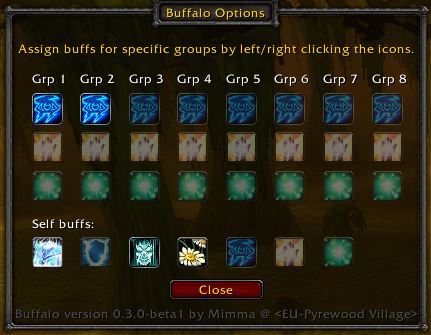 Buffalo Options
Assign buffs for specific groups by left/right clicking the icons.
Grp 1 Grp 2 Grp 3 Grp 4 Grp 5 Grp 6 Grp 7 Grp 8
Self buffs:
Close
Buffalo version 0.3.0-beta1 by Mimma @ <EU-Pyrewood Village>